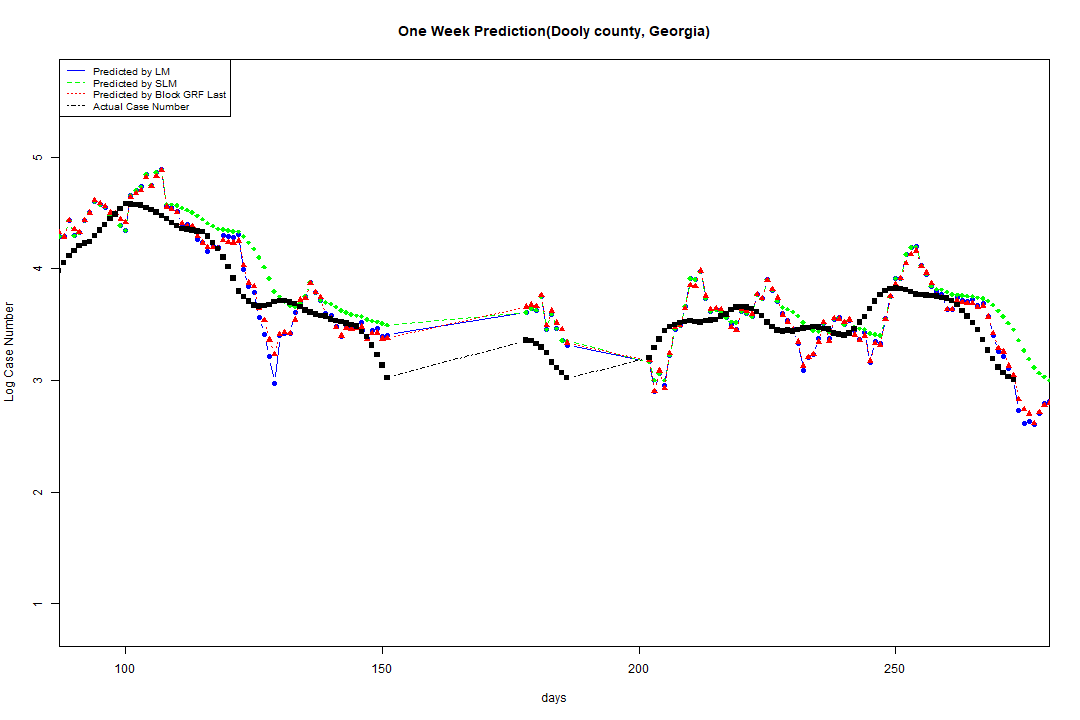 One Week Prediction(Dooly county, Georgia)
Predicted by LM
Predicted by SLM
Predicted by Block GRF Last
Actual Case Number
5
4
3
2
1
Log Case Number
100 150 200 250
days